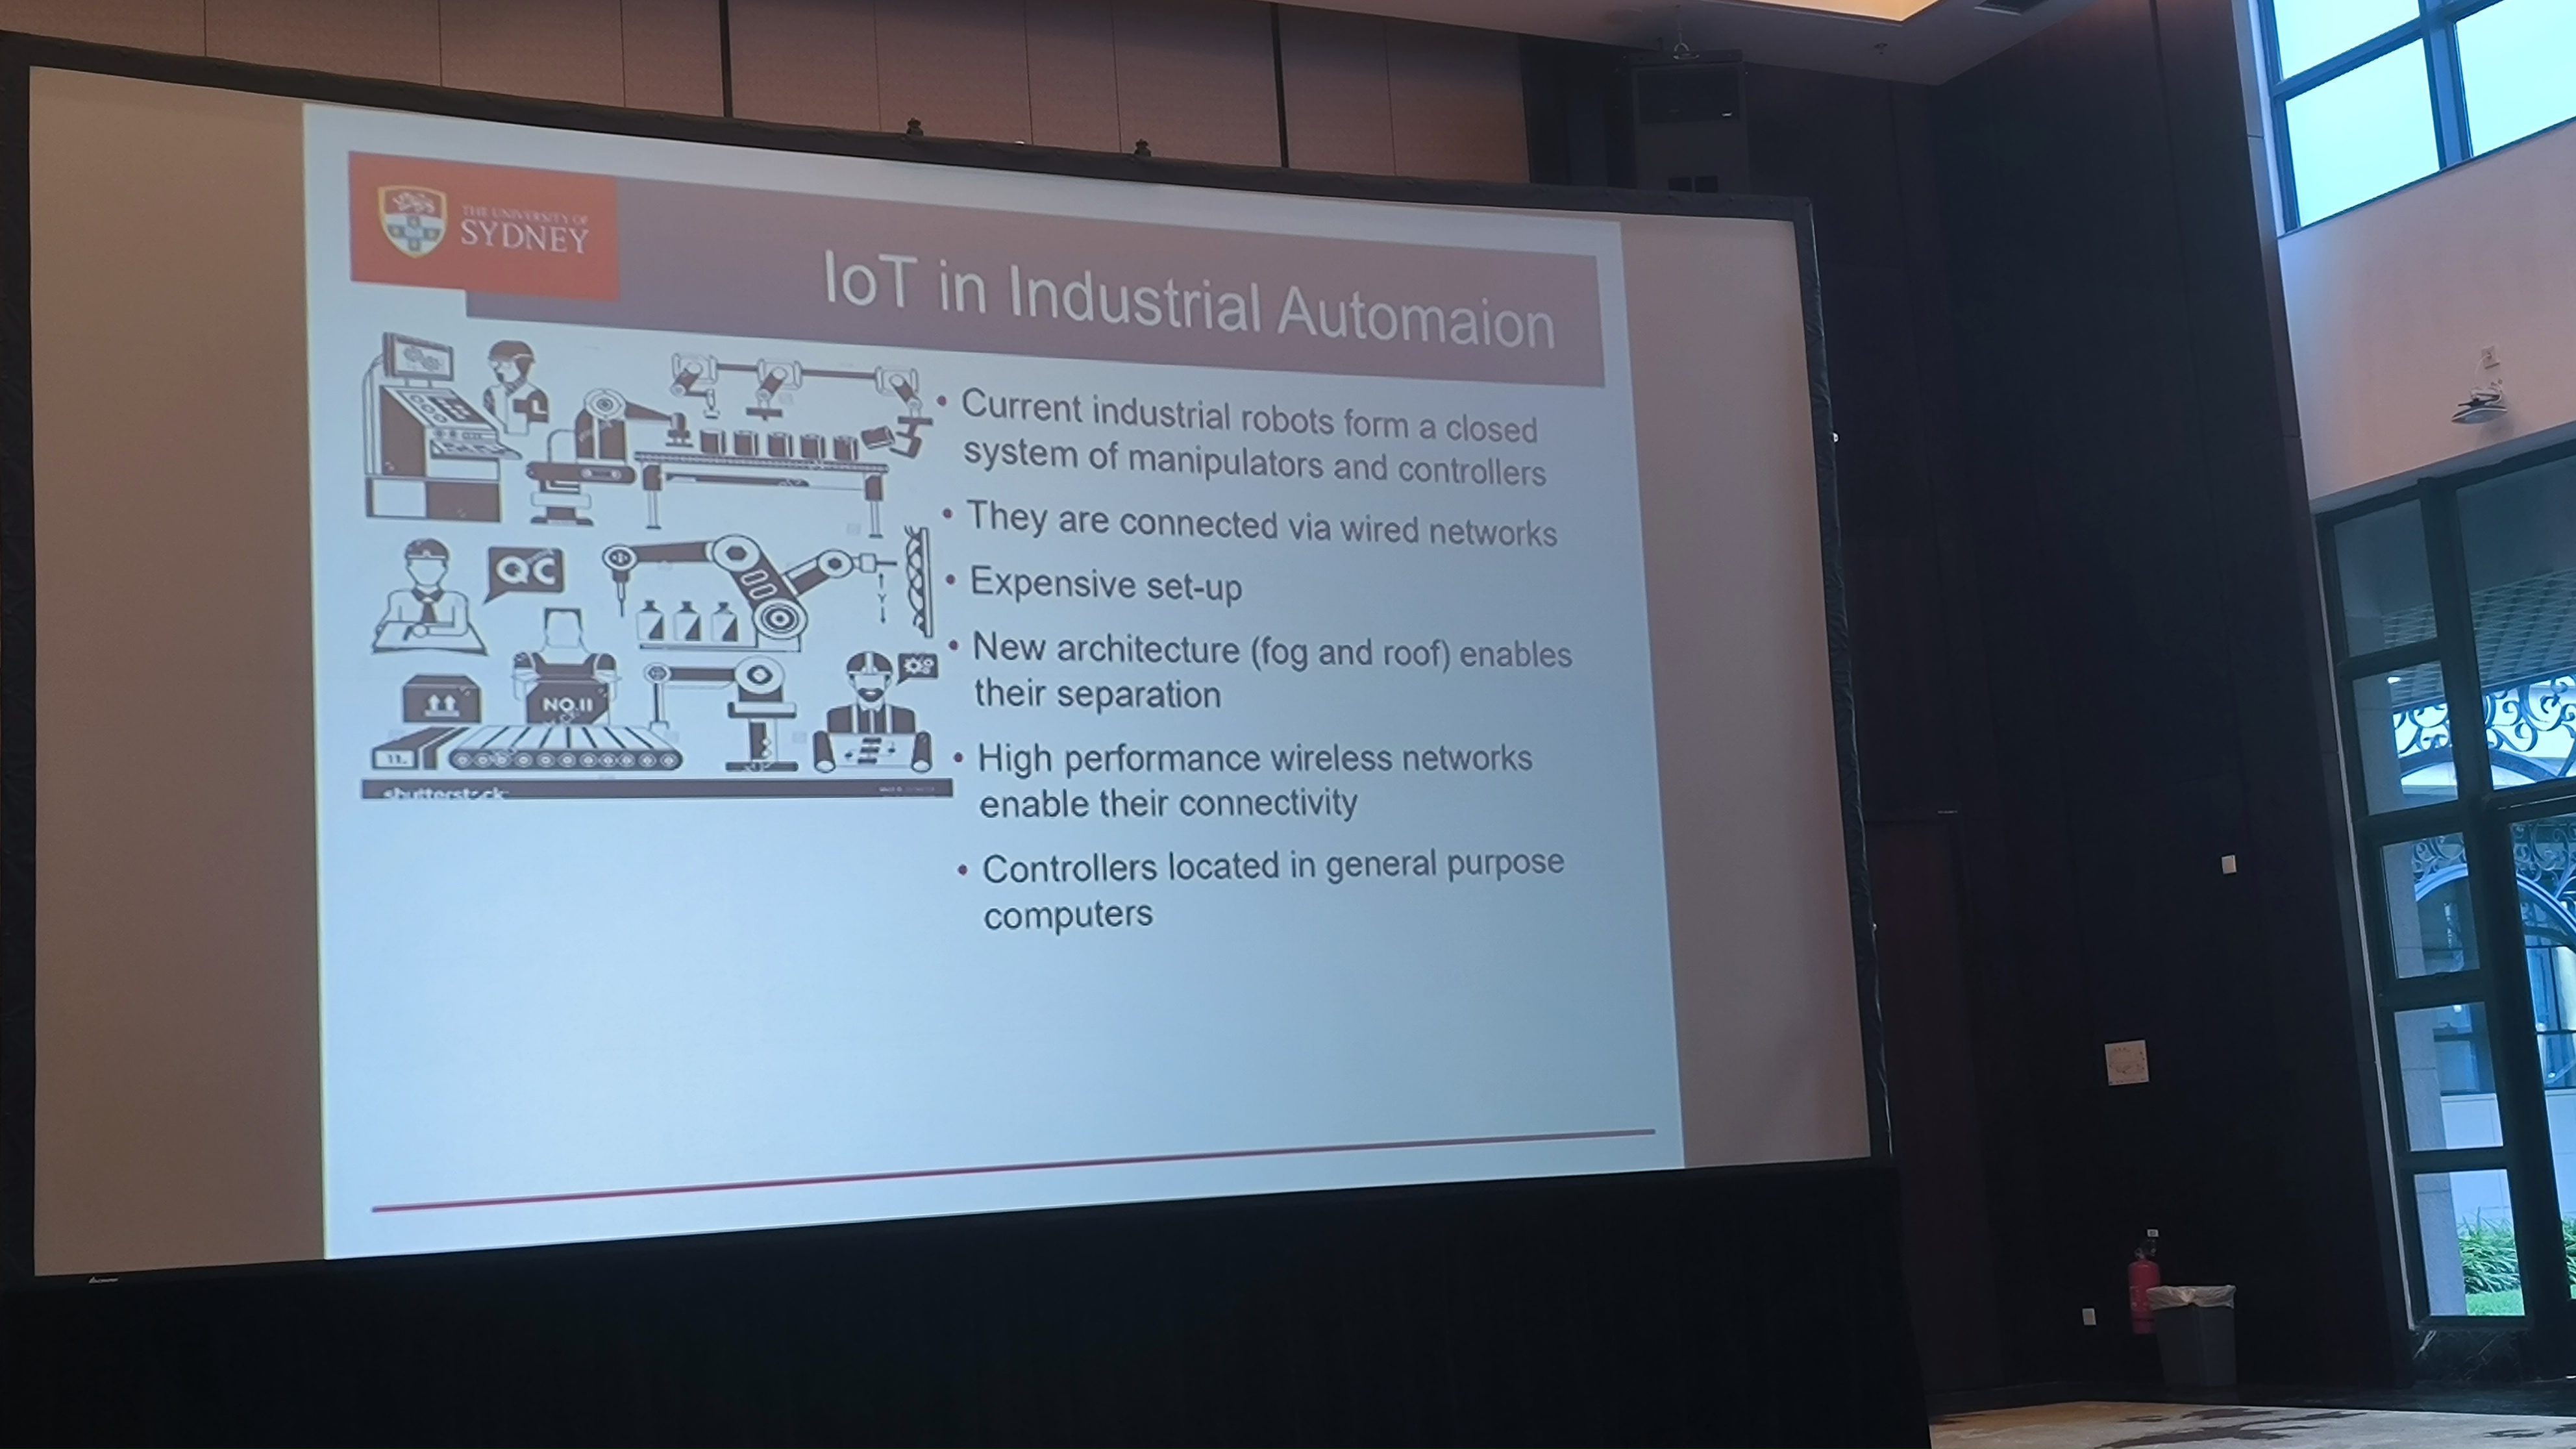 THE UNIVERSITY OF
SYDNEY
IoT in Industrial Automaion
• Current industrial robots form a closed
system of manipulators and controllers
• They are connected via wired networks
• Expensive set-up
• New architecture (fog and roof) enables
their separation
• High performance wireless networks
enable their connectivity
• Controllers located in general purpose
computers
QC
Y
NO.II
11.
shutterstock